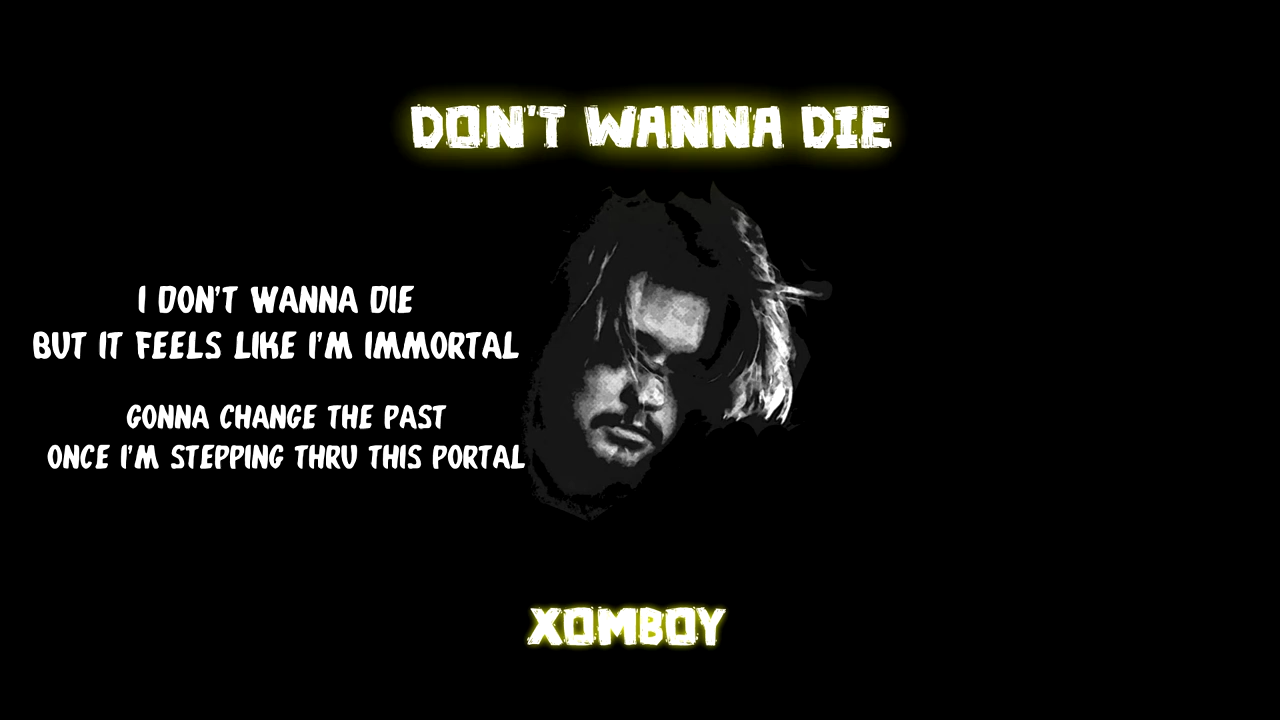 DON'T WANNA DIE
I DON'T WANNA DIE
BUT IT FEELS LIKE I'M IMMORTAL
GONNA CHANGE THE PAST
ONCE I'M STEPPING THRU THIS PORTAL
XOMBOY